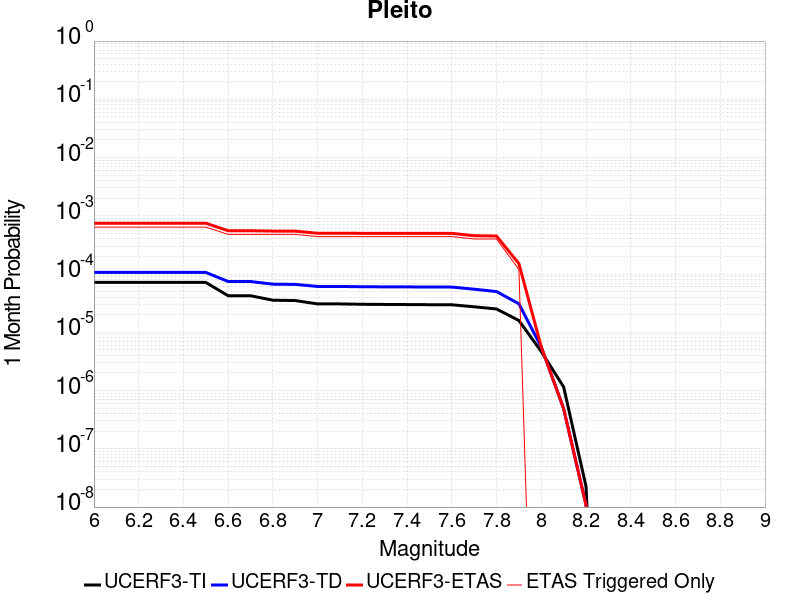 Pleito
10^0
10^-1
10^-2
10^-3
10^-4
10^-5
10^-6
10^-7
10^-8
1 Month Probability
6 6.2 6.4 6.6 6.8 7 7.2 7.4 7.6 7.8 8 8.2 8.4 8.6 8.8 9
Magnitude
UCERF3-TI UCERF3-TD UCERF3-ETAS ETAS Triggered Only